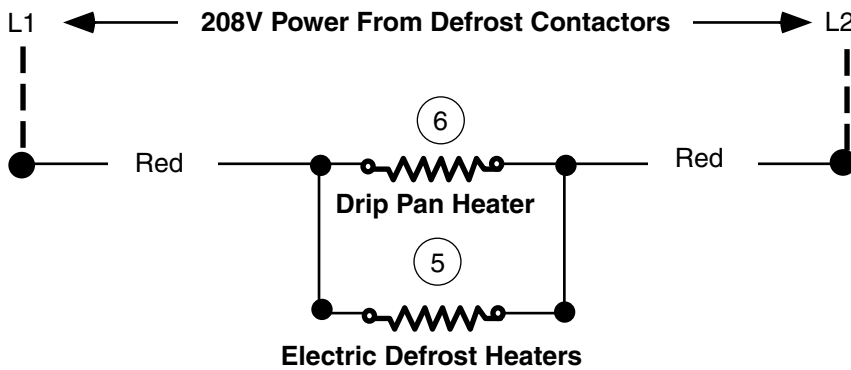 L1 208V Power From Defrost Contactors L2
6
Red Red
Drip Pan Heater
5
Electric Defrost Heaters